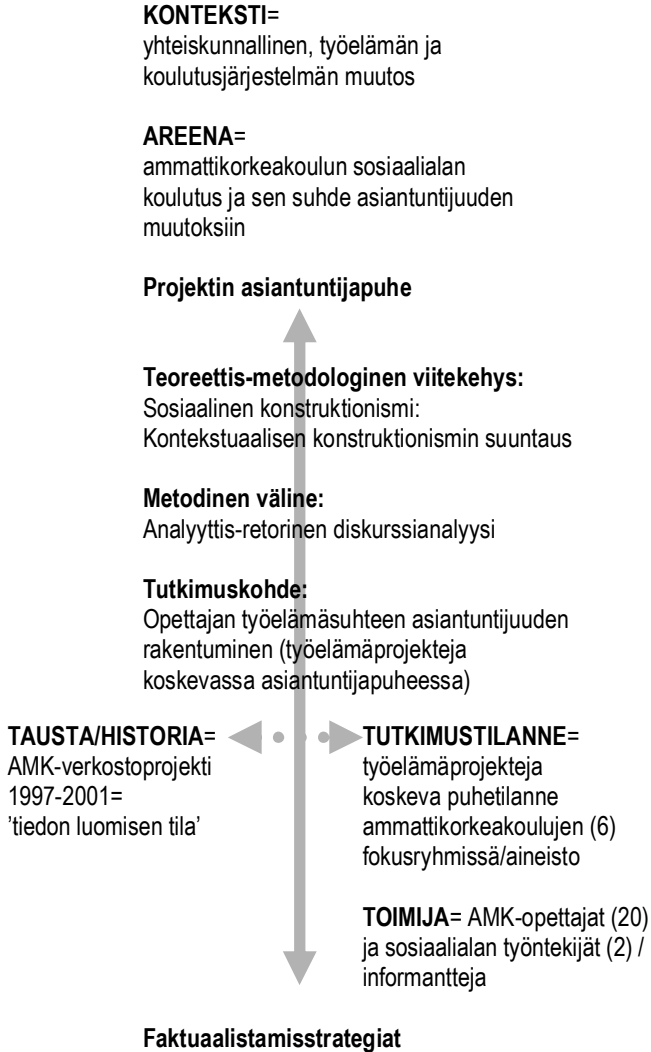 KONTEKSTI=
yhteiskunnallinen, työelämän ja
koulutusjärjestelmän muutos
AREENA=
ammattikorkeakoulun sosiaalialan
koulutus ja sen suhde asiantuntijuuden
muutoksiin
Projektin asiantuntijapuhe
Teoreettis-metodologinen viitekehys:
Sosiaalinen konstruktionismi:
Kontekstuaalisen konstruktionismin suuntaus
Metodinen väline:
Analyyttis-retorinen diskurssianalyysi
Tutkimuskohde:
Opettajan työelämäsuhteen asiantuntijuuden
rakentuminen (työelämäprojekteja
koskevassa asiantuntijapuheessa)
TAUSTA/HISTORIA=
AMK-verkostoprojekti
1997-2001=
’tiedon luomisen tila’
TUTKIMUSTILANNE=
työelämäprojekteja
koskeva puhetilanne
ammattikorkeakoulujen (6)
fokusryhmissä/aineisto
TOIMIJA= AMK-opettajat (20)
ja sosiaalialan työntekijät (2) /
informantteja
Faktuaalistamisstrategiat